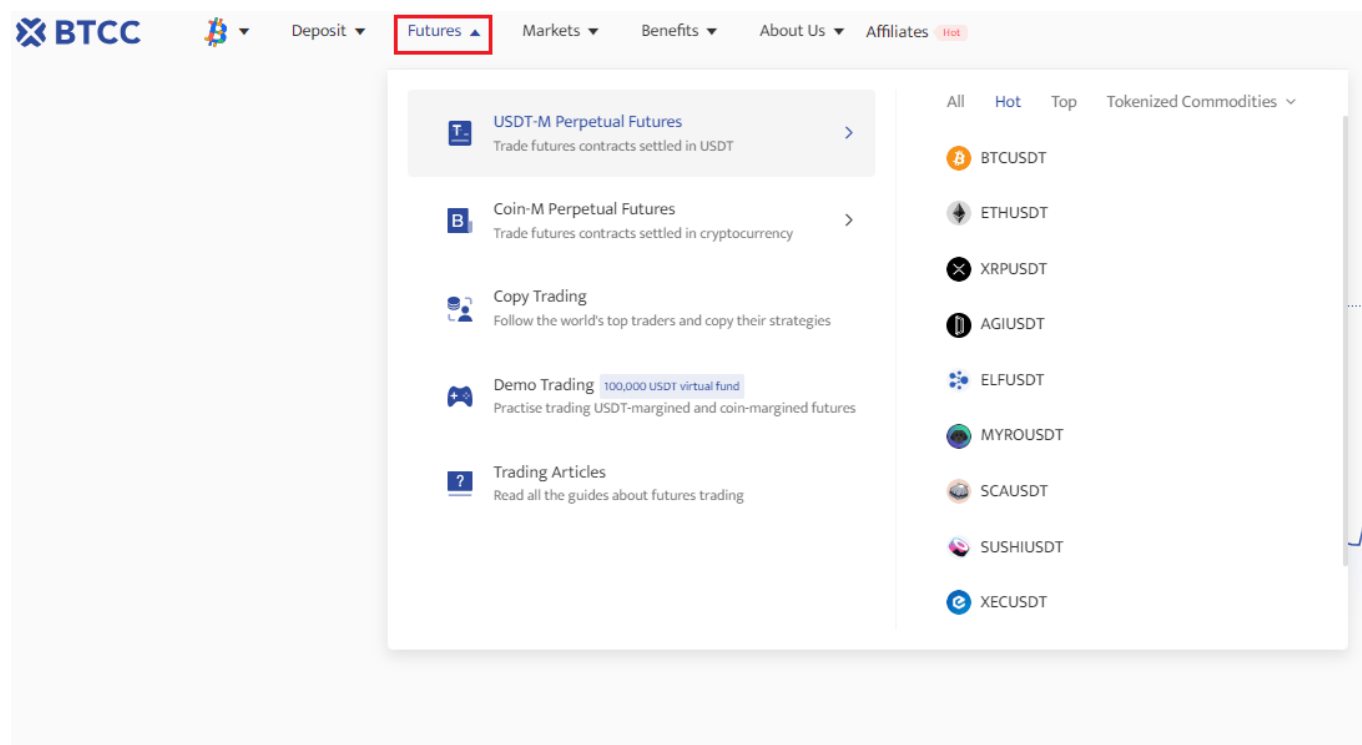 BTCC
Deposit
Futures
Markets
Benefits
About Us
Affiliates
Hot
USDT-M Perpetual Futures
Trade futures contracts settled in USDT
Coin-M Perpetual Futures
Trade futures contracts settled in cryptocurrency
Copy Trading
Follow the world's top traders and copy their strategies
Demo Trading 100,000 USDT virtual fund
Practise trading USDT-margined and coin-margined futures
Trading Articles
Read all the guides about futures trading
All Hot Top Tokenized Commodities
BTCUSDT
ETHUSDT
XRPUSDT
AGIUSDT
ELFUSDT
MYROUSDT
SCAUSDT
SUSHIUSDT
XECUSDT